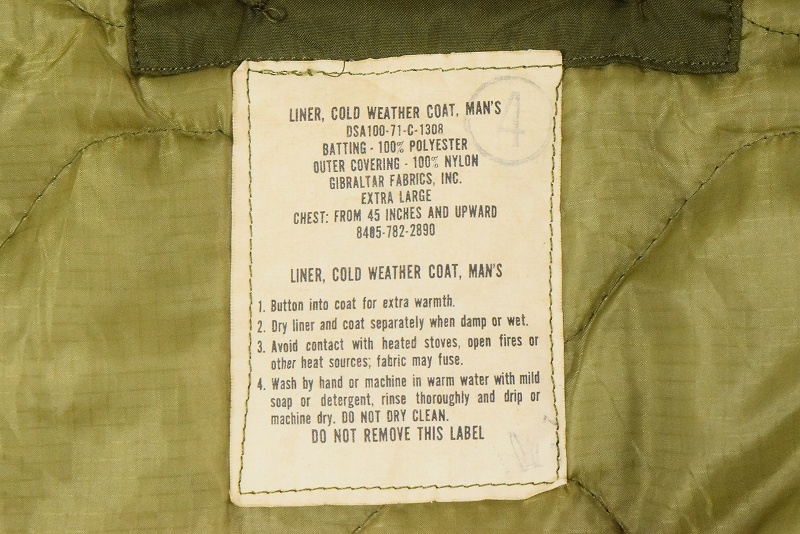 4
LINER, COLD WEATHER COAT, MAN'S
DSA100-71-C-1308
BATTING - 100% POLYESTER
OUTER COVERING - 100% NYLON
GIBRALTAR FABRICS, INC.
EXTRA LARGE
CHEST: FROM 45 INCHES AND UPWARD
8405-782-2890
LINER, COLD WEATHER COAT, MAN'S
1. Button into coat for extra warmth.
2. Dry liner and coat separately when damp or wet.
3. Avoid contact with heated stoves, open fires or
other heat sources; fabric may fuse.
4. Wash by hand or machine in warm water with mild
soap or detergent, rinse thoroughly and drip or
machine dry. DO NOT DRY CLEAN.
DO NOT REMOVE THIS LABEL